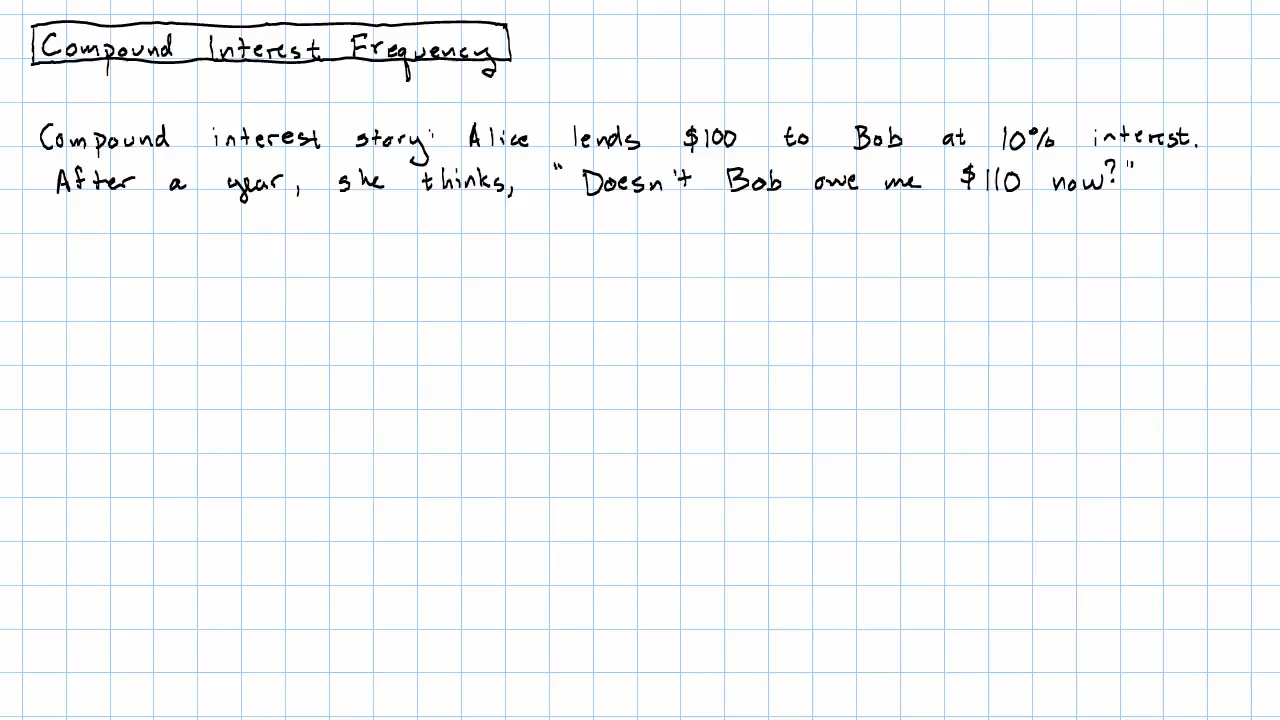 Compound Interest Frequency
Compound interest story: Alice lends $100 to Bob at 10% interest.
After a year, she thinks, "Doesn't Bob owe me $110 now?"